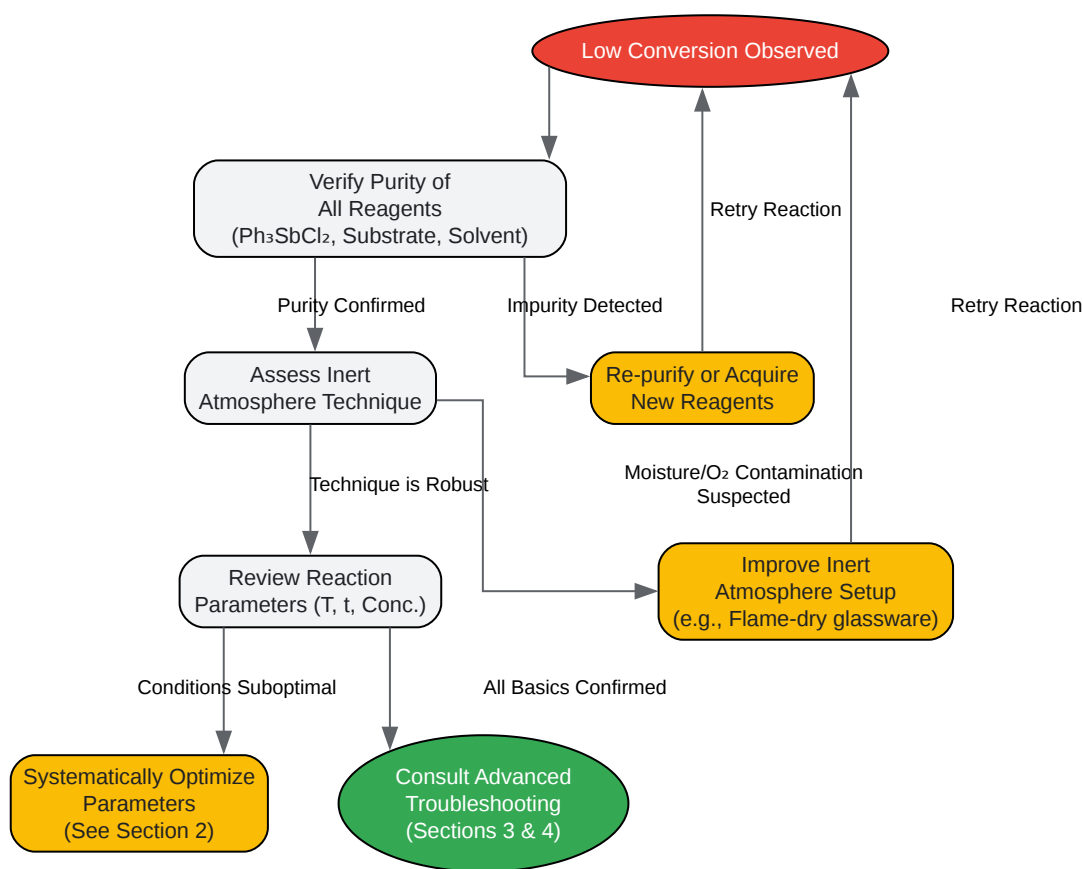 Low Conversion Observed
Verify Purity of
All Reagents
(Ph₃SbCl₂, Substrate, Solvent)
Retry Reaction
Purity Confirmed
Impurity Detected
Retry Reaction
Assess Inert
Atmosphere Technique
Re-purify or Acquire
New Reagents
Technique is Robust
Moisture/O₂ Contamination
Suspected
Review Reaction
Parameters (T, t, Conc.)
Improve Inert
Atmosphere Setup
(e.g., Flame-dry glassware)
Conditions Suboptimal
All Basics Confirmed
Systematically Optimize
Parameters
(See Section 2)
Consult Advanced
Troubleshooting
(Sections 3 & 4)